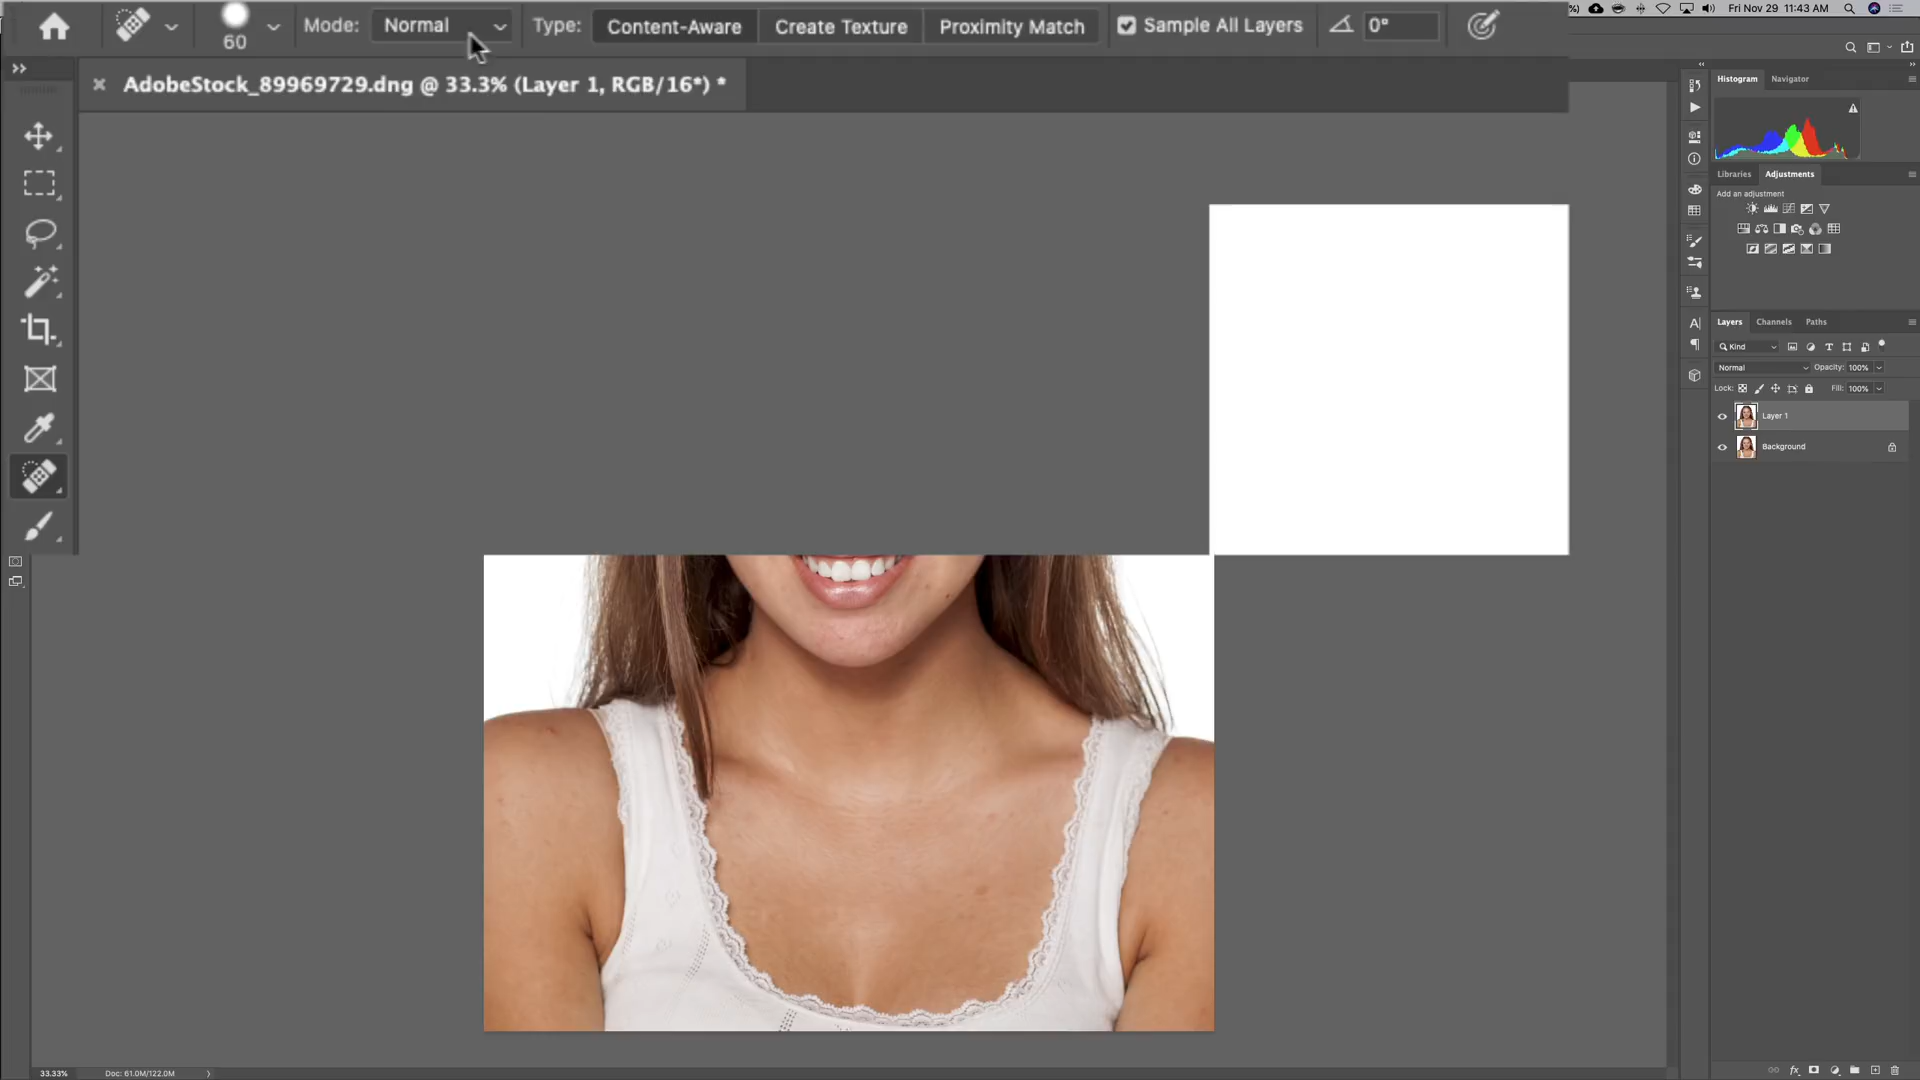 %) Fri Nov 29 11:43 AM
60 Mode: Normal Type: Content-Aware Create Texture Proximity Match Sample All Layers 0°
AdobeStock_89969729.dng @ 33.3% (Layer 1, RGB/16*) *
Histogram Navigator
Libraries Adjustments
Add an adjustment
Layers Channels Paths
Kind
Normal Opacity: 100%
Lock: Fill: 100%
Layer 1
Background
33.33% Doc: 61.0M/122.0M